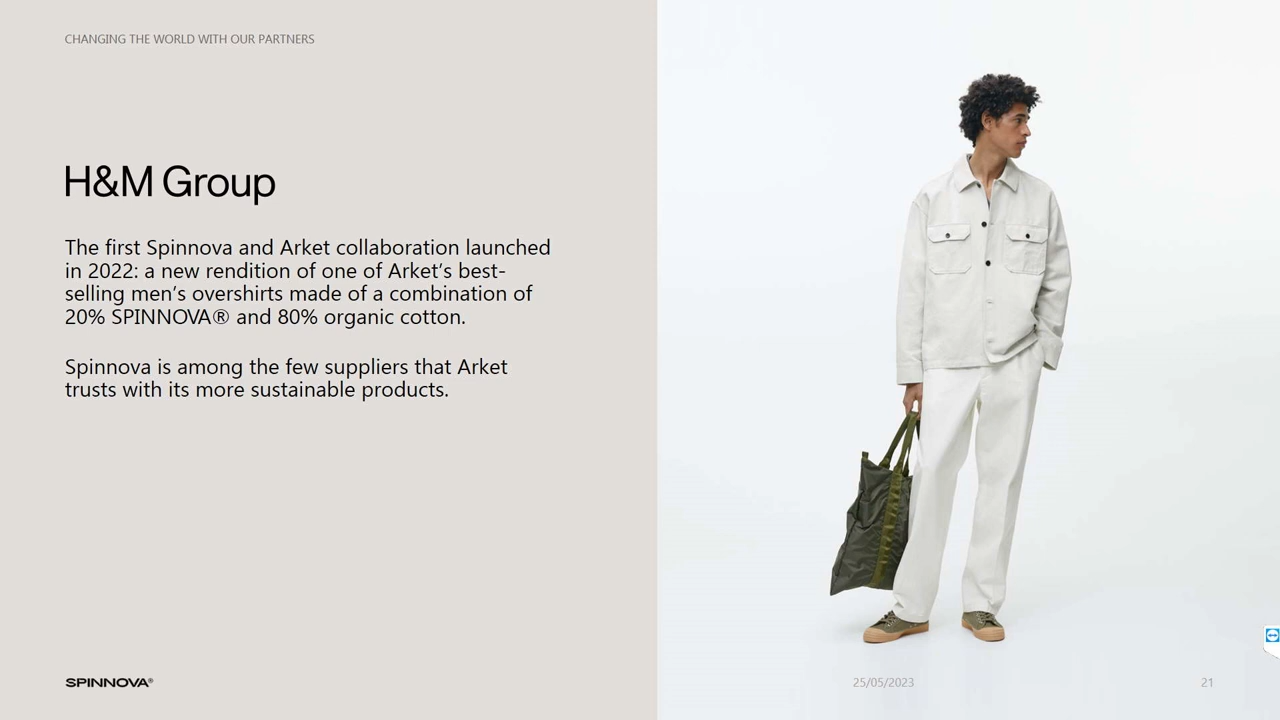 CHANGING THE WORLD WITH OUR PARTNERS
H&M Group
The first Spinnova and Arket collaboration launched
in 2022: a new rendition of one of Arket’s best-
selling men’s overshirts made of a combination of
20% SPINNOVA® and 80% organic cotton.
Spinnova is among the few suppliers that Arket
trusts with its more sustainable products.
SPINNOVA®
25/05/2023
21